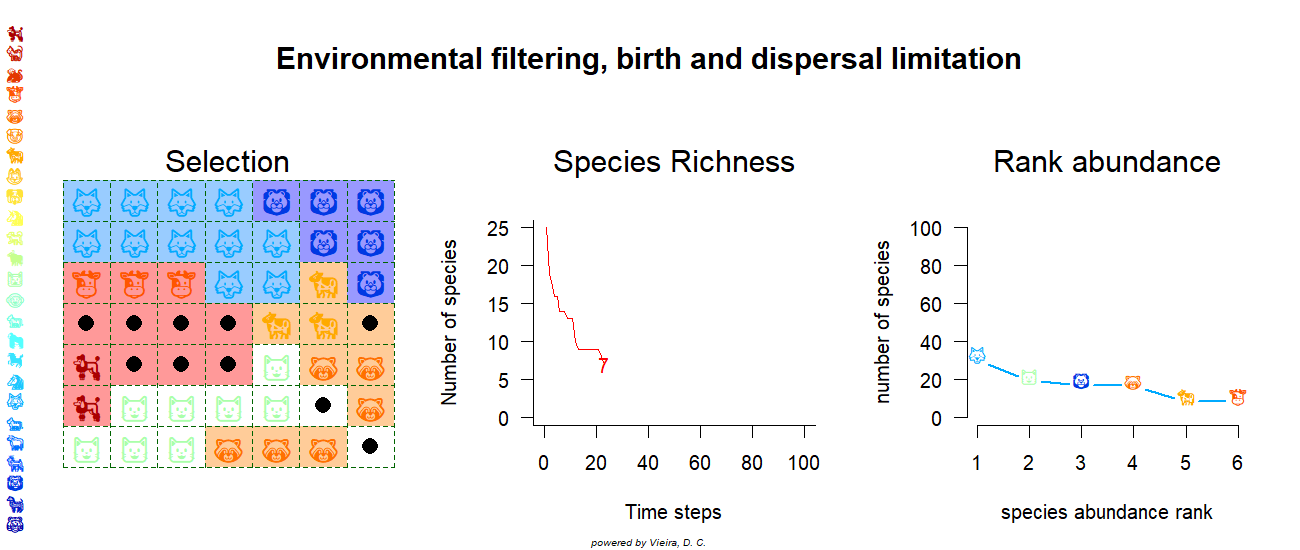 Environmental filtering, birth and dispersal limitation
Selection
Species Richness
Number of species
25
20
15
10
5
0
0 20 40 60 80 100
Time steps
Rank abundance
number of species
100
80
60
40
20
0
1 2 3 4 5 6
species abundance rank
powered by Vieira, D. C.